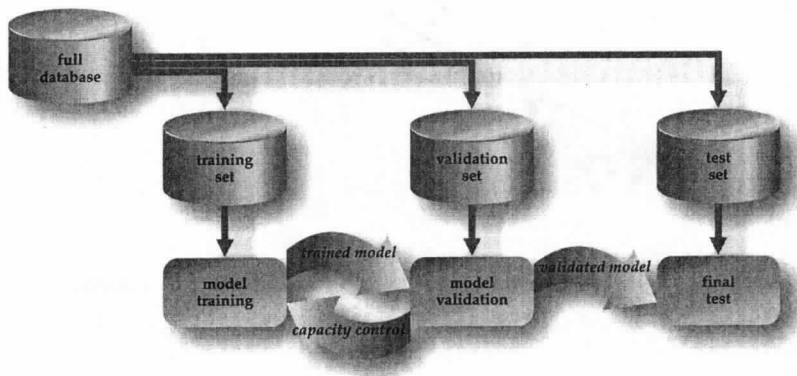 full
database
training
set
validation
set
test
set
trained model
validated model
model
training
model
validation
final
test
capacity control